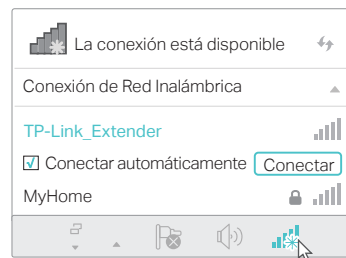 La conexión está disponible
Conexión de Red Inalámbrica
TP-Link_Extender
Conectar automáticamente Conectar
MyHome